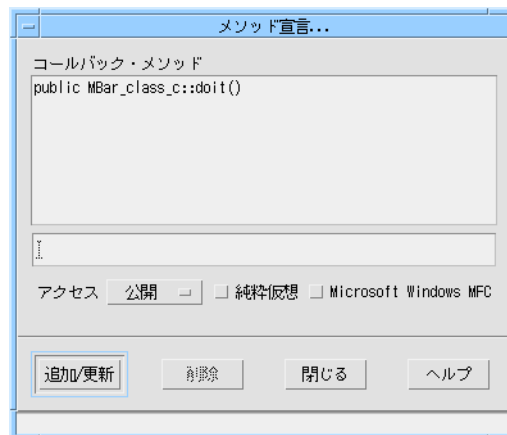 メソッド宣言...
コールバック・メソッド
public MBar_class_c::doit()
アクセス 公開 純粋仮想 Microsoft Windows MFC
追加/更新 削除 閉じる ヘルプ